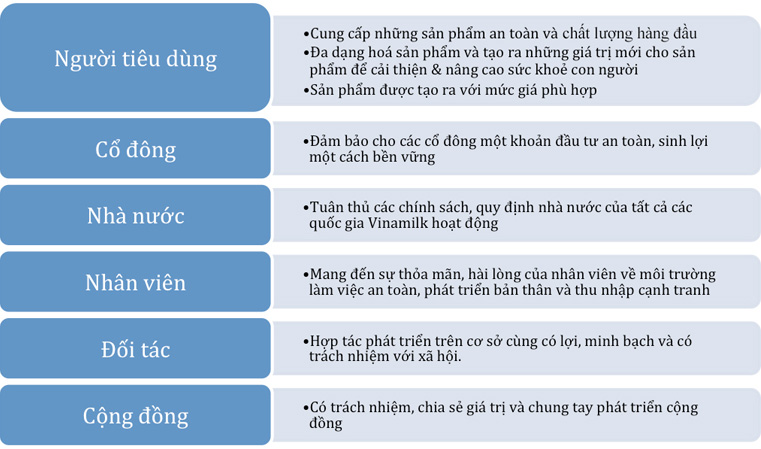 Người tiêu dùng
•Cung cấp những sản phẩm an toàn và chất lượng hàng đầu
•Đa dạng hoá sản phẩm và tạo ra những giá trị mới cho sản
phẩm để cải thiện & nâng cao sức khoẻ con người
•Sản phẩm được tạo ra với mức giá phù hợp
Cổ đông
•Đảm bảo cho các cổ đông một khoản đầu tư an toàn, sinh lợi
một cách bền vững
Nhà nước
•Tuân thủ các chính sách, quy định nhà nước của tất cả các
quốc gia Vinamilk hoạt động
Nhân viên
•Mang đến sự thỏa mãn, hài lòng của nhân viên về môi trường
làm việc an toàn, phát triển bản thân và thu nhập cạnh tranh
Đối tác
•Hợp tác phát triển trên cơ sở cùng có lợi, minh bạch và có
trách nhiệm với xã hội.
Cộng đồng
•Có trách nhiệm, chia sẻ giá trị và chung tay phát triển cộng
đồng